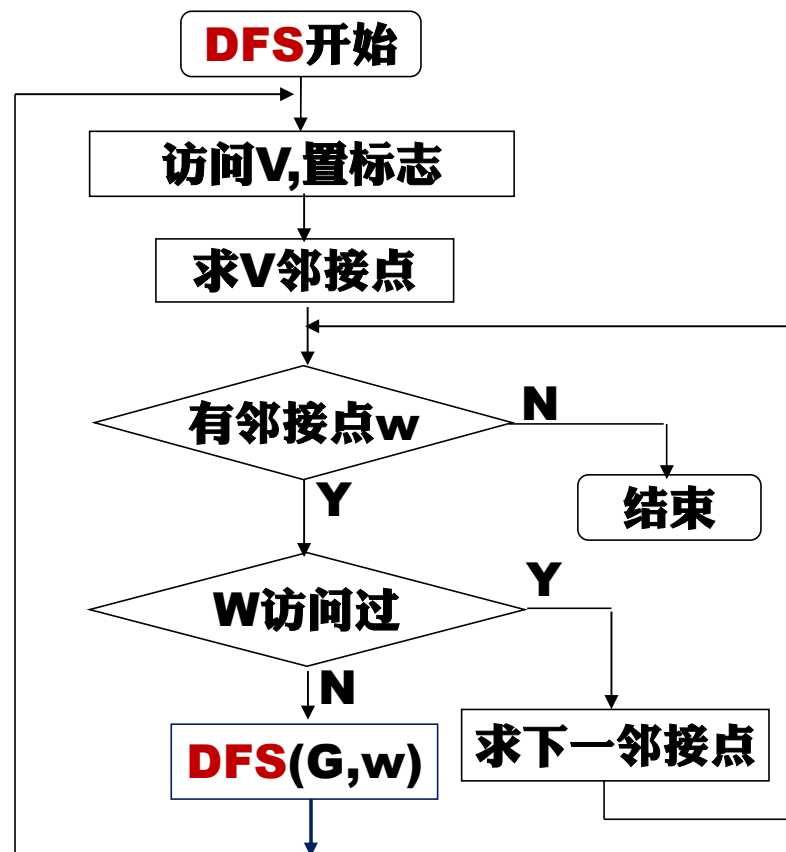 DFS开始
访问V,置标志
求V邻接点
有邻接点w
N
结束
Y
W访问过
Y
N
DFS(G,w)
求下一邻接点